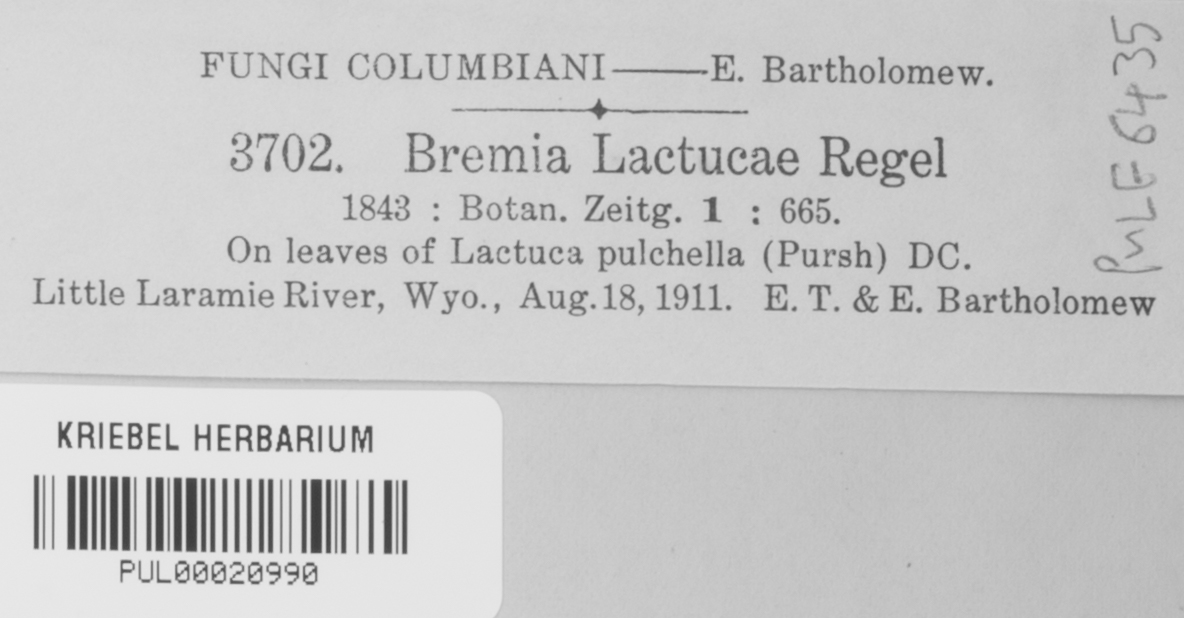 FUNGI COLUMBIANI——E. Bartholomew.
3702. Bremia Lactucae Regel
1843 : Botan. Zeitg. 1 : 665.
On leaves of Lactuca pulchella (Pursh) DC.
Little Laramie River, Wyo., Aug. 18, 1911. E. T. & E. Bartholomew
PuLE 6435
KRIEBEL HERBARIUM
PUL00020990